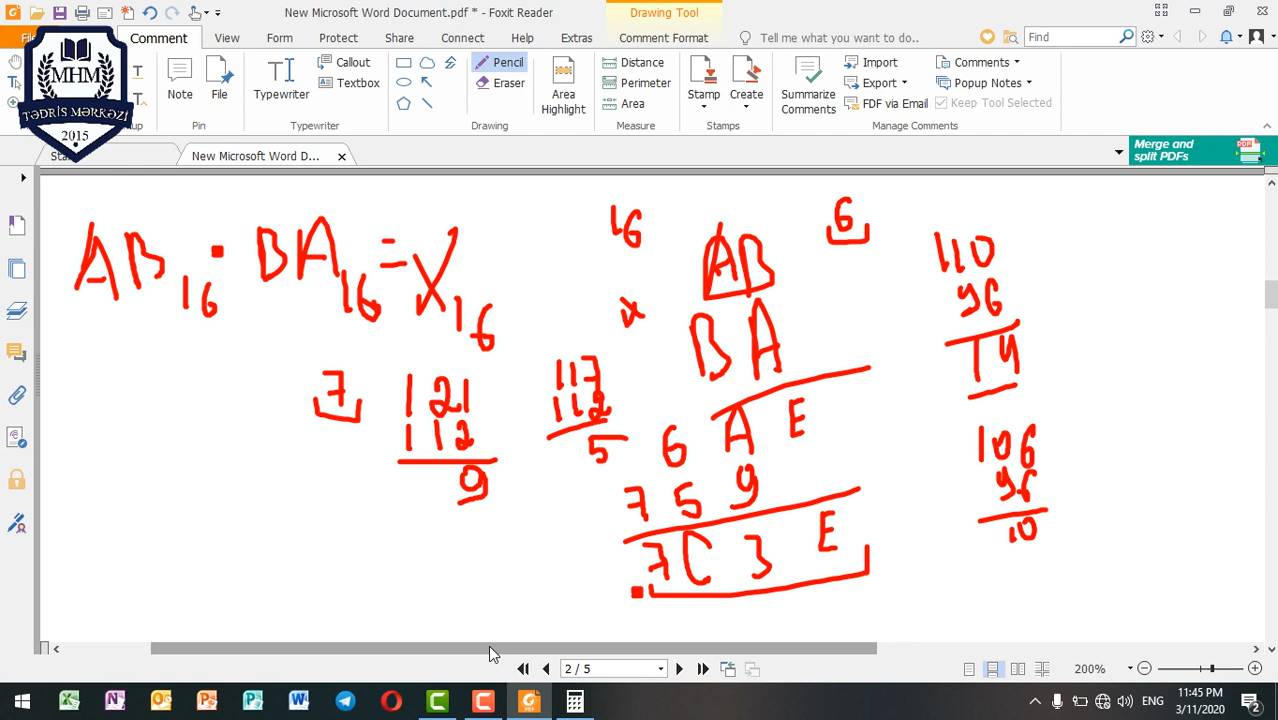 New Microsoft Word Document.pdf * - Foxit Reader
Drawing Tool
Comment
View
Form
Protect
Share
Connect
Help
Extras
Comment Format
Tell me what you want to do...
Find
MHM
TƏDRİS MƏRKƏZİ
2015
Note
File
Pin
Typewriter
Callout
Textbox
Typewriter
Pencil
Eraser
Drawing
Area
Highlight
Distance
Perimeter
Area
Measure
Stamp
Create
Stamps
Summarize
Comments
Import
Export
FDF via Email
Comments
Popup Notes
Keep Tool Selected
Manage Comments
New Microsoft Word D...
Merge and
split PDFs
AB16 · BA16 = X16
7
121
112
9
117
112
5
16
AB
6
x
BA
6 A E
7 5 9
7 C 3 E
110
96
14
106
96
10
2 / 5
200%
ENG
11:45 PM
3/11/2020
2